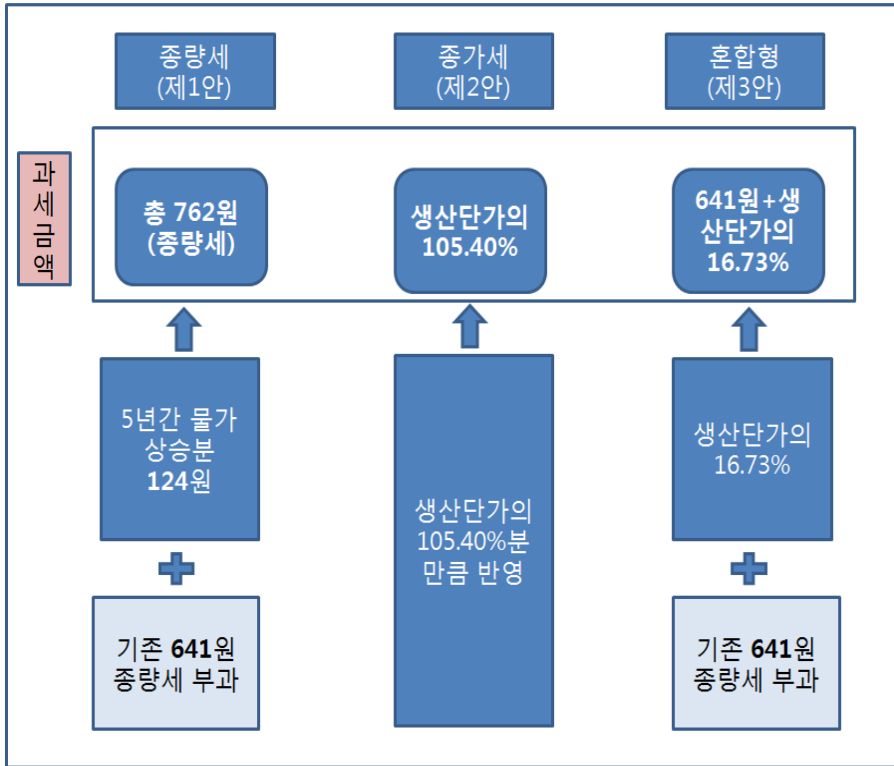 종량세
(제1안)
종가세
(제2안)
혼합형
(제3안)
과
세
금
액
총 762원
(종량세)
생산단가의
105.40%
641원+생
산단가의
16.73%
5년간 물가
상승분
124원
생산단가의
105.40%분
만큼 반영
생산단가의
16.73%
기존 641원
종량세 부과
기존 641원
종량세 부과